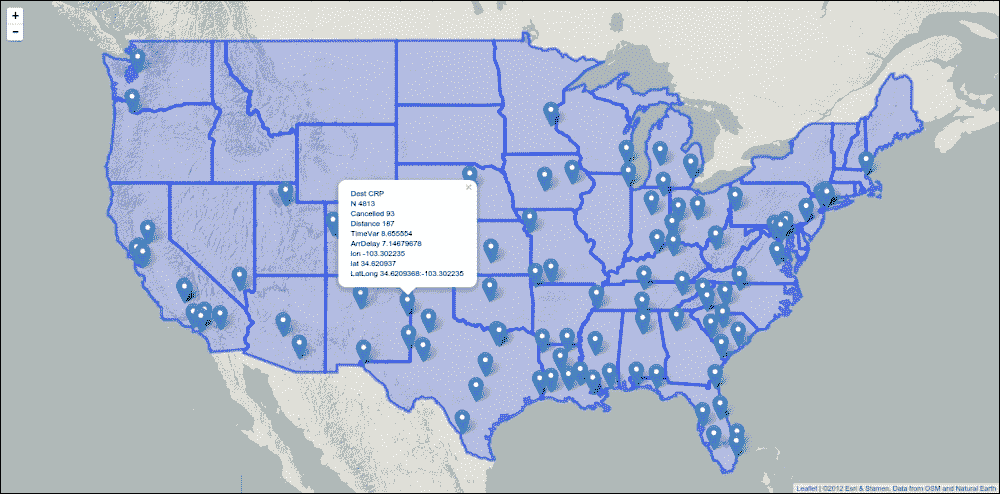 +
-
×
Dest CRP
N 4813
Cancelled 93
Distance 187
TimeVar 8.655554
ArrDelay 7.14679678
lon -103.302235
lat 34.620937
LatLong 34.6209368:-103.302235
Leaflet | ©2012 Esri & Stamen, Data from OSM and Natural Earth